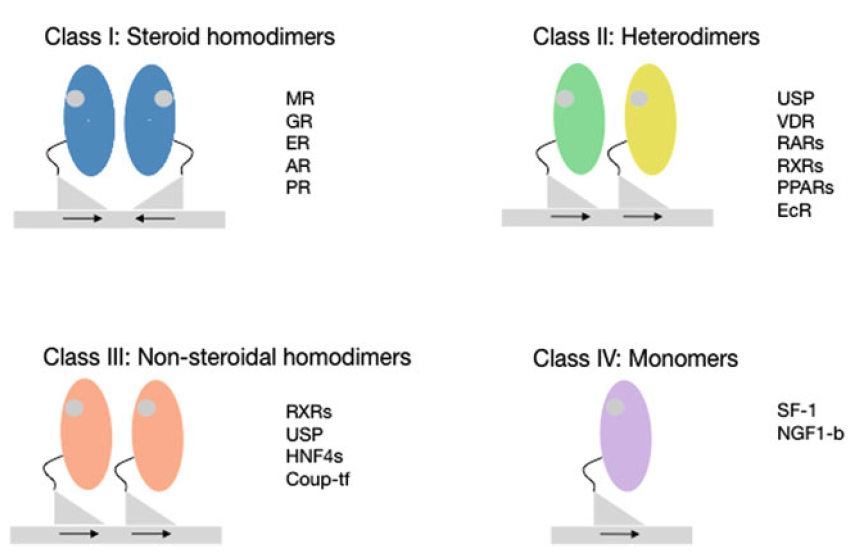 Class I: Steroid homodimers
MR
GR
ER
AR
PR
Class II: Heterodimers
USP
VDR
RARs
RXRs
PPARs
EcR
Class III: Non-steroidal homodimers
RXRs
USP
HNF4s
Coup-tf
Class IV: Monomers
SF-1
NGF1-b